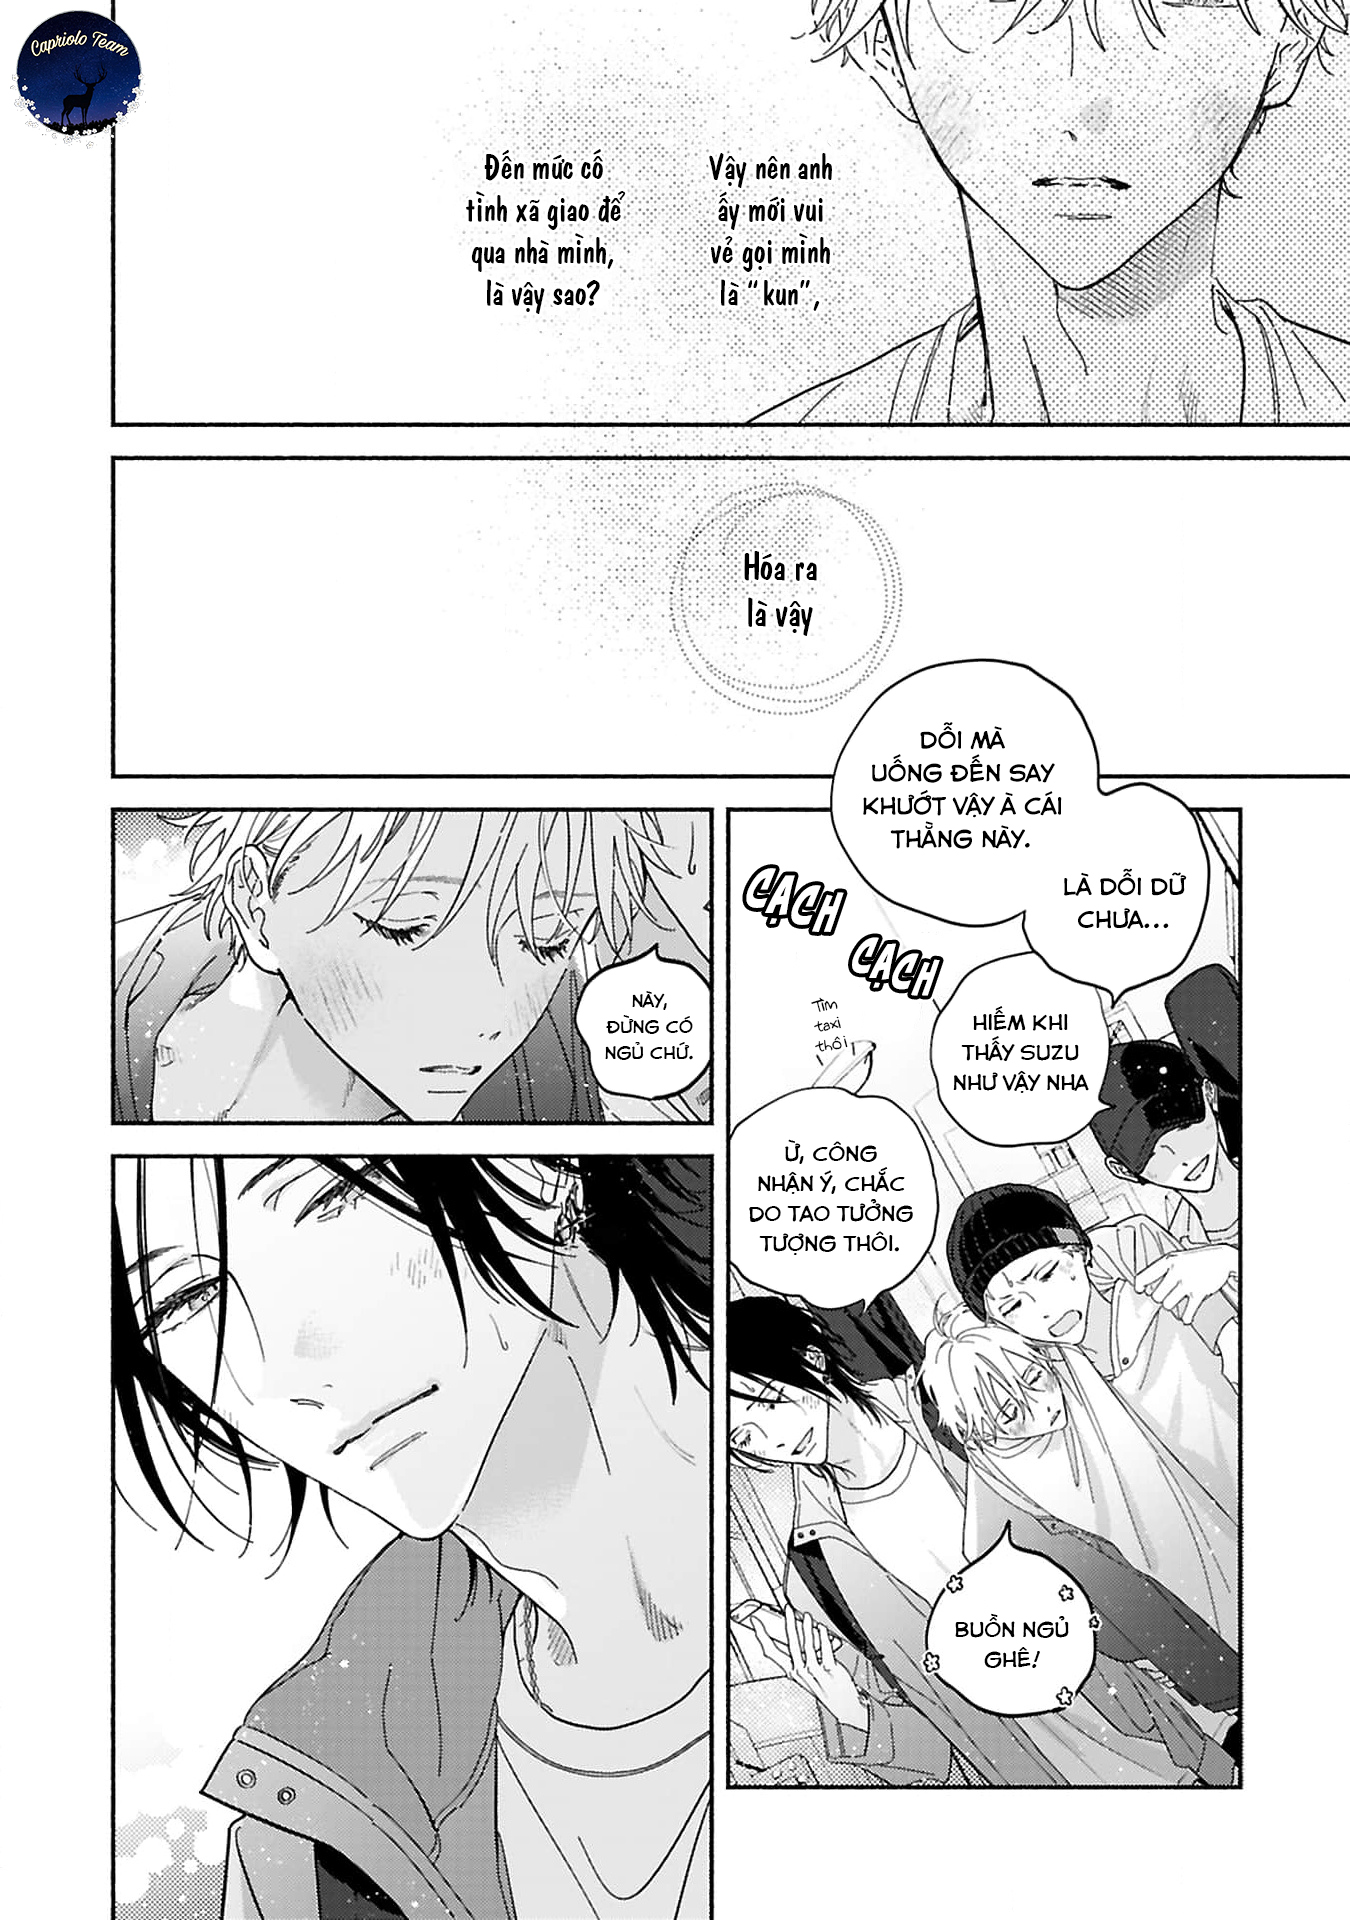 Capriolo Team
Vậy nên anh
ấy mới vui
vẻ gọi mình
là “kun”,
Đến mức cố
tình xã giao để
qua nhà mình,
là vậy sao?
Hóa ra
là vậy
DỖI MÀ
UỐNG ĐẾN SAY
KHƯỚT VẬY À CÁI
THẰNG NÀY.
LÀ DỖI DỮ
CHƯA...
CẠCH
CẠCH
HIẾM KHI
THẤY SUZU
NHƯ VẬY NHA
Tìm
taxi
thôi
Ừ, CÔNG
NHẬN Ý, CHẮC
DO TAO TƯỞNG
TƯỢNG THÔI.
BUỒN NGỦ
GHÊ!
NÀY,
ĐỪNG CÓ
NGỦ CHỨ.